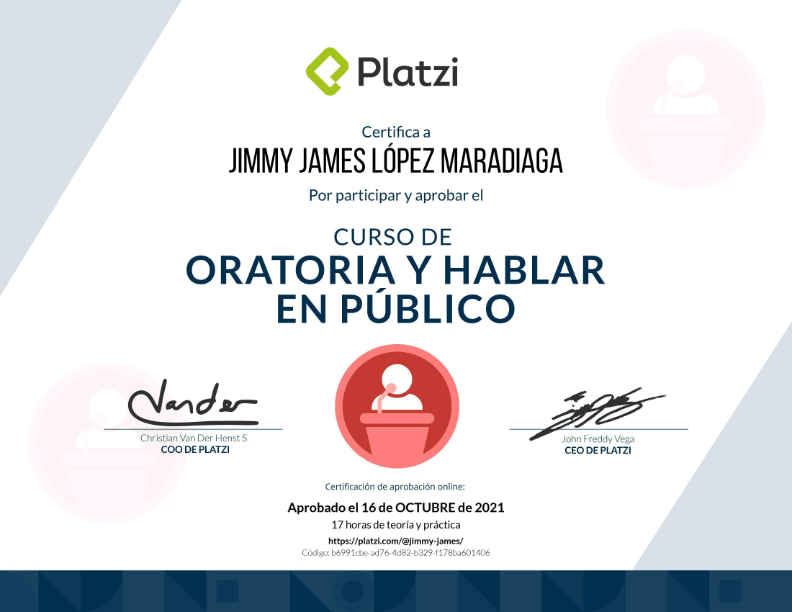 Platzi
Certifica a
JIMMY JAMES LÓPEZ MARADIAGA
Por participar y aprobar el
CURSO DE
ORATORIA Y HABLAR
EN PÚBLICO
Vander
Christian Van Der Henst S
COO DE PLATZI
John Freddy Vega
CEO DE PLATZI
Certificación de aprobación online:
Aprobado el 16 de OCTUBRE de 2021
17 horas de teoría y práctica
https://platzi.com/@jimmy-james/
Código: b6991cbe-ad76-4d82-b329-f178ba601406